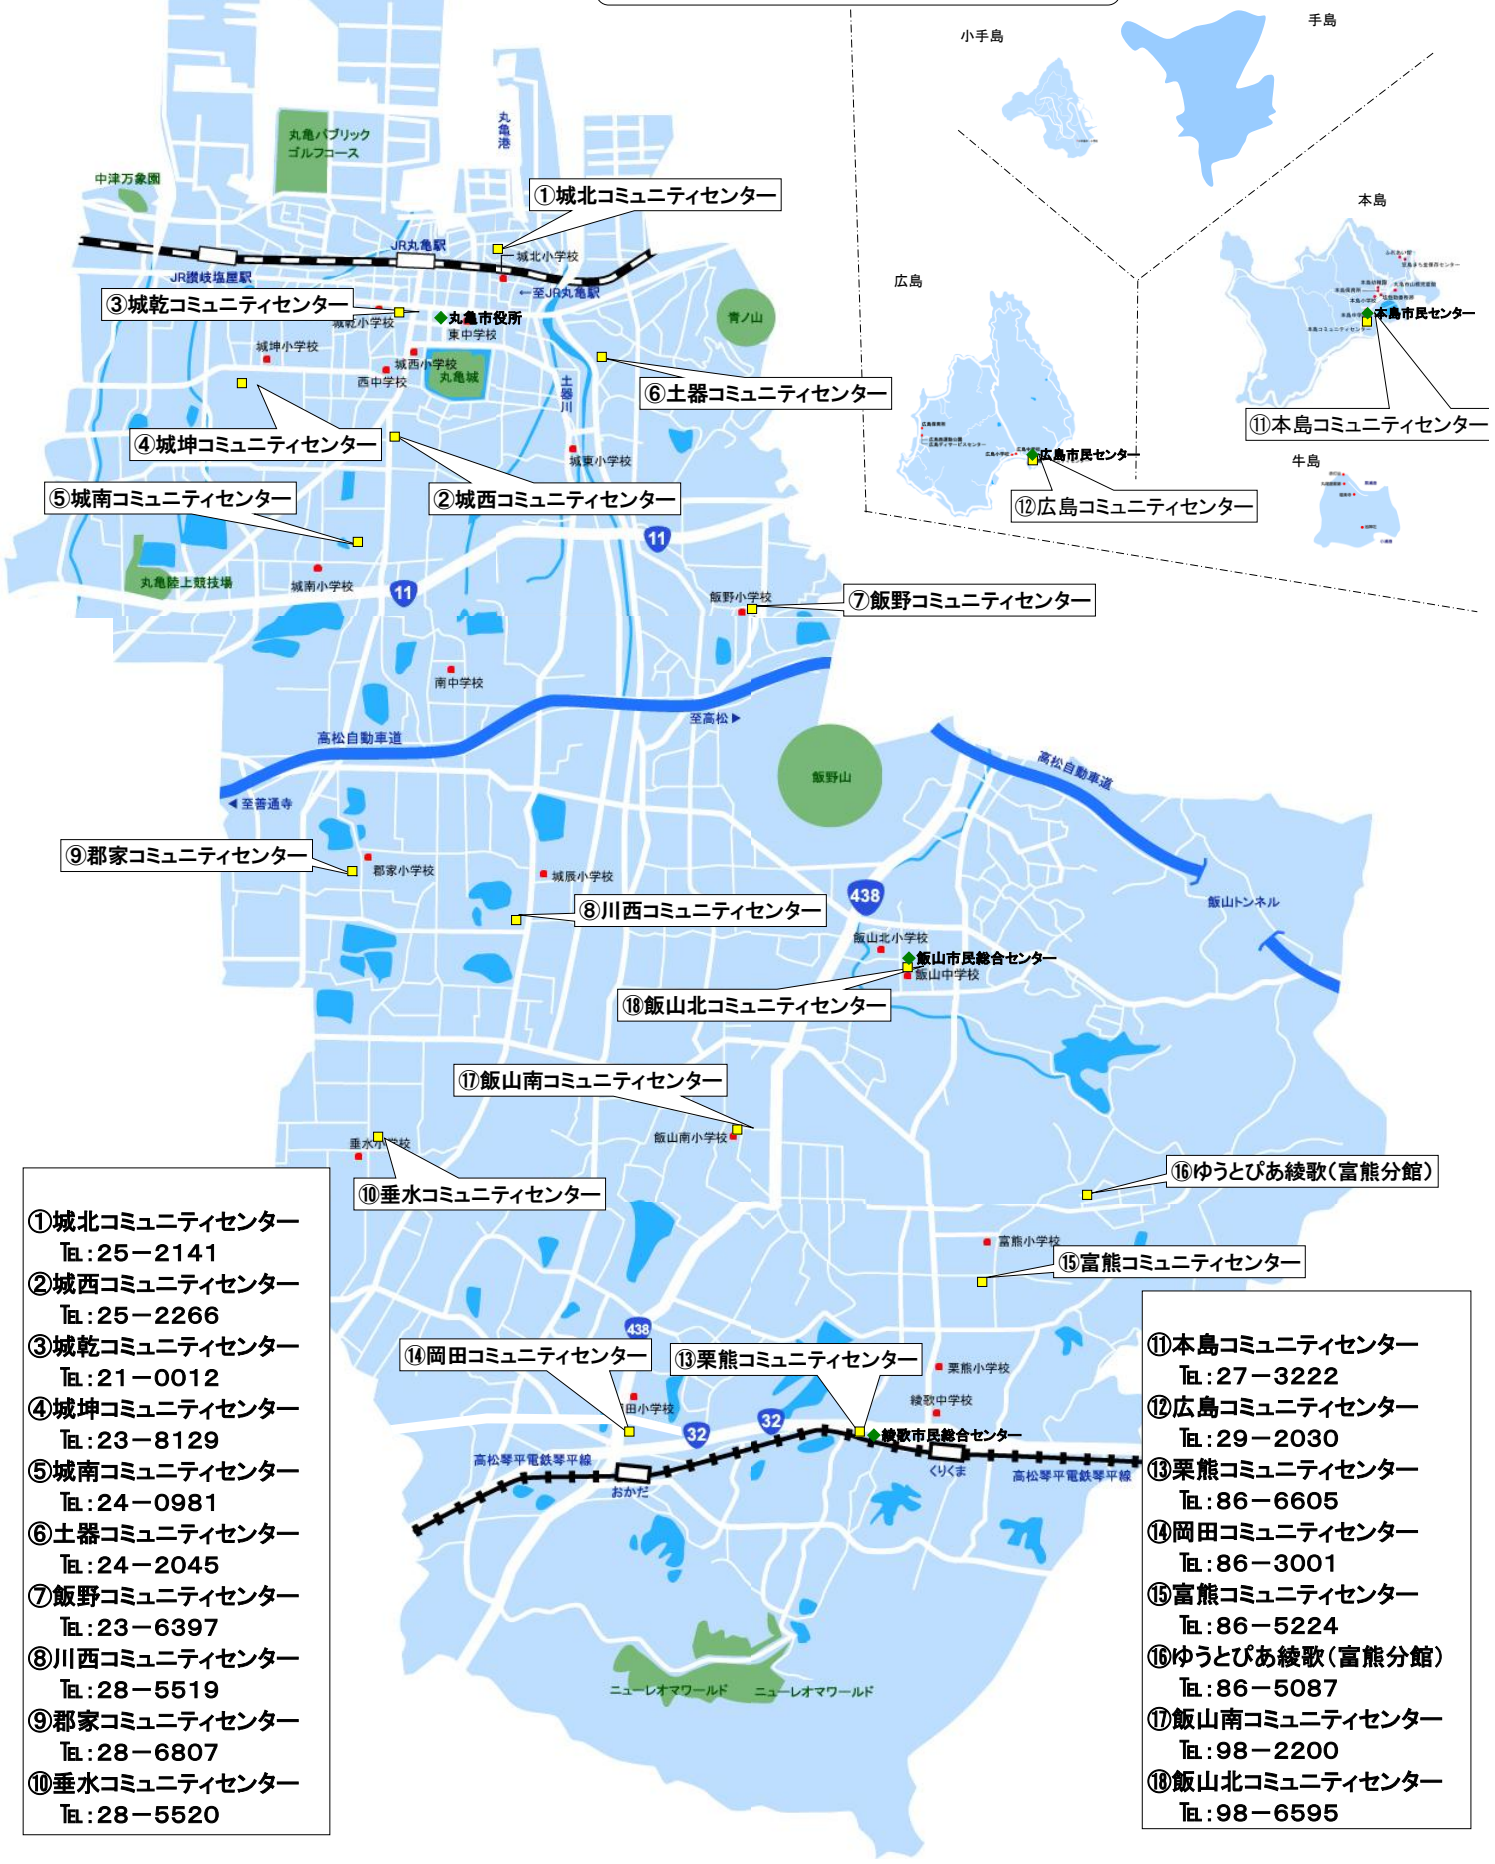 小手島
手島
丸亀港
丸亀パブリック
ゴルフコース
中津万象園
①城北コミュニティセンター
本島
JR丸亀駅
城北小学校
JR讃岐塩屋駅
←至JR丸亀駅
広島
③城乾コミュニティセンター
城乾小学校
丸亀市役所
東中学校
青ノ山
本島市民センター
城坤小学校
城西小学校
西中学校
丸亀城
土器川
⑥土器コミュニティセンター
⑪本島コミュニティセンター
④城坤コミュニティセンター
城東小学校
広島市民センター
牛島
⑤城南コミュニティセンター
②城西コミュニティセンター
⑫広島コミュニティセンター
11
丸亀陸上競技場
城南小学校
11
飯野小学校
⑦飯野コミュニティセンター
南中学校
至高松▶
高松自動車道
高松自動車道
飯野山
◀至善通寺
⑨郡家コミュニティセンター
郡家小学校
城辰小学校
438
飯山トンネル
⑧川西コミュニティセンター
飯山北小学校
飯山市民総合センター
飯山中学校
⑱飯山北コミュニティセンター
⑰飯山南コミュニティセンター
飯山南小学校
垂水小学校
⑩垂水コミュニティセンター
⑯ゆうとぴあ綾歌(富熊分館)
富熊小学校
⑮富熊コミュニティセンター
438
⑭岡田コミュニティセンター
⑬栗熊コミュニティセンター
栗熊小学校
綾歌中学校
田小学校
32
32
綾歌市民総合センター
高松琴平電鉄琴平線
おかだ
くりくま
高松琴平電鉄琴平線
ニューレオマワールド
ニューレオマワールド
①城北コミュニティセンター
℡:25-2141
②城西コミュニティセンター
℡:25-2266
③城乾コミュニティセンター
℡:21-0012
④城坤コミュニティセンター
℡:23-8129
⑤城南コミュニティセンター
℡:24-0981
⑥土器コミュニティセンター
℡:24-2045
⑦飯野コミュニティセンター
℡:23-6397
⑧川西コミュニティセンター
℡:28-5519
⑨郡家コミュニティセンター
℡:28-6807
⑩垂水コミュニティセンター
℡:28-5520
⑪本島コミュニティセンター
℡:27-3222
⑫広島コミュニティセンター
℡:29-2030
⑬栗熊コミュニティセンター
℡:86-6605
⑭岡田コミュニティセンター
℡:86-3001
⑮富熊コミュニティセンター
℡:86-5224
⑯ゆうとぴあ綾歌(富熊分館)
℡:86-5087
⑰飯山南コミュニティセンター
℡:98-2200
⑱飯山北コミュニティセンター
℡:98-6595